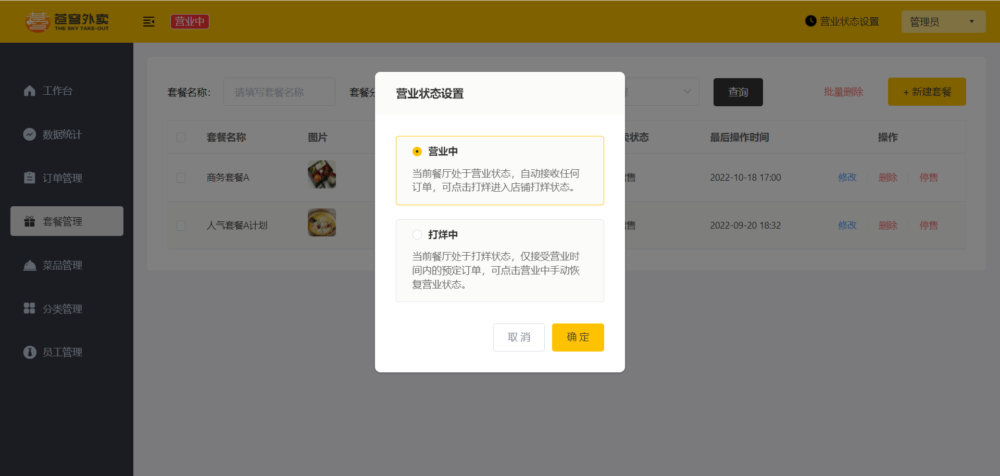 苍穹外卖
THE SKY TAKE-OUT
营业中
营业状态设置
管理员
工作台
数据统计
订单管理
套餐管理
菜品管理
分类管理
员工管理
套餐名称：
请填写套餐名称
套餐分
查询
批量删除
+ 新建套餐
套餐名称
图片
卖状态
最后操作时间
操作
商务套餐A
启售
2022-10-18 17:00
修改
删除
停售
人气套餐A计划
启售
2022-09-20 18:32
修改
删除
停售
营业状态设置
营业中
当前餐厅处于营业状态，自动接收任何
订单，可点击打烊进入店铺打烊状态。
打烊中
当前餐厅处于打烊状态，仅接受营业时
间内的预定订单，可点击营业中手动恢
复营业状态。
取 消
确 定